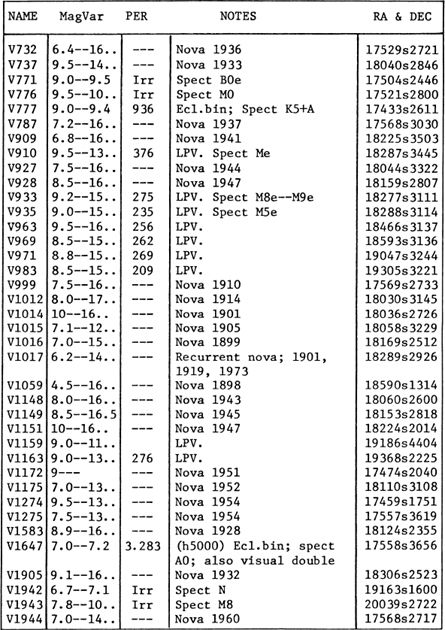 NAME MagVar PER NOTES RA & DEC
V732 6.4--16.. --- Nova 1936 17529s2721
V737 9.5--14.. --- Nova 1933 18040s2846
V771 9.0--9.5 Irr Spect B0e 17504s2446
V776 9.5--10.. Irr Spect M0 17521s2800
V777 9.0--9.4 936 Ecl.bin; Spect K5+A 17433s2611
V787 7.2--16.. --- Nova 1937 17568s3030
V909 6.8--16.. --- Nova 1941 18225s3503
V910 9.5--13.. 376 LPV. Spect Me 18287s3445
V927 7.5--16.. --- Nova 1944 18044s3322
V928 8.5--16.. --- Nova 1947 18159s2807
V933 9.2--15.. 275 LPV. Spect M8e--M9e 18277s3111
V935 9.0--15.. 235 LPV. Spect M5e 18288s3114
V963 9.5--16.. 256 LPV. 18466s3137
V969 8.5--15.. 262 LPV. 18593s3136
V971 8.8--15.. 269 LPV. 19047s3244
V983 8.5--15.. 209 LPV. 19305s3221
V999 7.5--16.. --- Nova 1910 17569s2733
V1012 8.0--17.. --- Nova 1914 18030s3145
V1014 10--16.. --- Nova 1901 18036s2726
V1015 7.1--12.. --- Nova 1905 18058s3229
V1016 7.0--15.. --- Nova 1899 18169s2512
V1017 6.2--14.. --- Recurrent nova; 1901, 18289s2926
1919, 1973
V1059 4.5--16.. --- Nova 1898 18590s1314
V1148 8.0--16.. --- Nova 1943 18060s2600
V1149 8.5--16.5 --- Nova 1945 18153s2818
V1151 10--16.. --- Nova 1947 18224s2014
V1159 9.0--11.. LPV. 19186s4404
V1163 9.0--13.. 276 LPV. 19368s2225
V1172 9--- --- Nova 1951 17474s2040
V1175 7.0--13.. --- Nova 1952 18110s3108
V1274 9.5--13.. --- Nova 1954 17459s1751
V1275 7.5--13.. --- Nova 1954 17557s3619
V1583 8.9--16.. --- Nova 1928 18124s2355
V1647 7.0--7.2 3.283 (h5000) Ecl.bin; spect 17558s3656
A0; also visual double
V1905 9.1--16.. --- Nova 1932 18306s2523
V1942 6.7--7.1 Irr Spect N 19163s1600
V1943 7.8--10.. Irr Spect M8 20039s2722
V1944 7.0--14.. --- Nova 1960 17568s2717